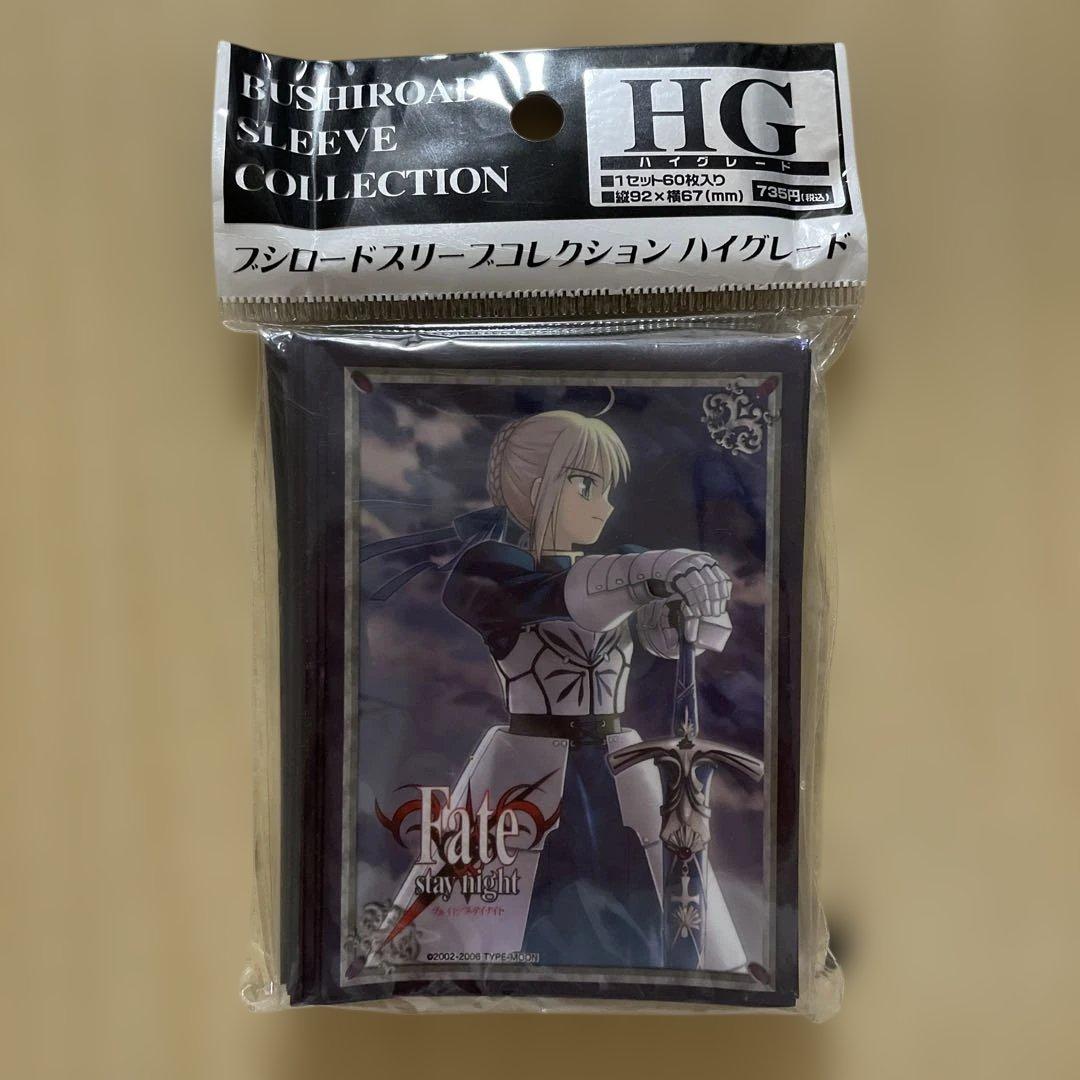 BUSHIROAD
SLEEVE
COLLECTION
HG
ハイグレード
■1セット60枚入り
■縦92×横67(mm)
735円(税込)
ブシロードスリーブコレクション ハイグレード
Fate
stay night
フェイト/ステイナイト
©2002-2006 TYPE-MOON